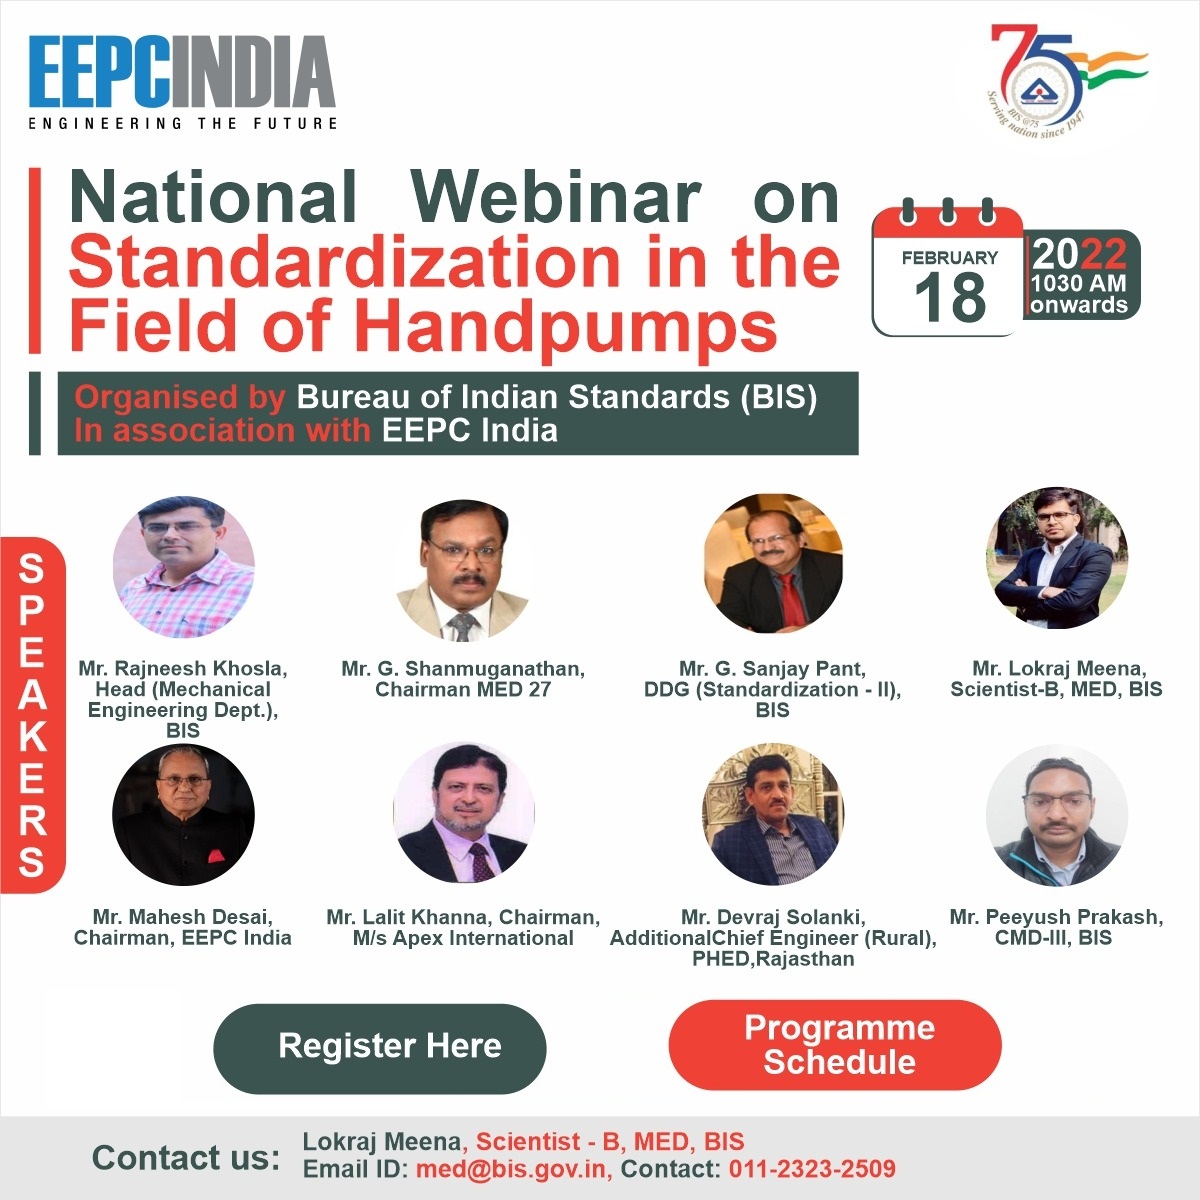 EEPCINDIA
ENGINEERING THE FUTURE
75
BIS @75
Serving nation since 1947
National Webinar on
Standardization in the
Field of Handpumps
FEBRUARY
18
2022
1030 AM
onwards
Organised by Bureau of Indian Standards (BIS)
In association with EEPC India
SPEAKERS
Mr. Rajneesh Khosla,
Head (Mechanical
Engineering Dept.),
BIS
Mr. G. Shanmuganathan,
Chairman MED 27
Mr. G. Sanjay Pant,
DDG (Standardization - II),
BIS
Mr. Lokraj Meena,
Scientist-B, MED, BIS
Mr. Mahesh Desai,
Chairman, EEPC India
Mr. Lalit Khanna, Chairman,
M/s Apex International
Mr. Devraj Solanki,
AdditionalChief Engineer (Rural),
PHED,Rajasthan
Mr. Peeyush Prakash,
CMD-III, BIS
Register Here
Programme
Schedule
Contact us:
Lokraj Meena, Scientist - B, MED, BIS
Email ID: med@bis.gov.in, Contact: 011-2323-2509